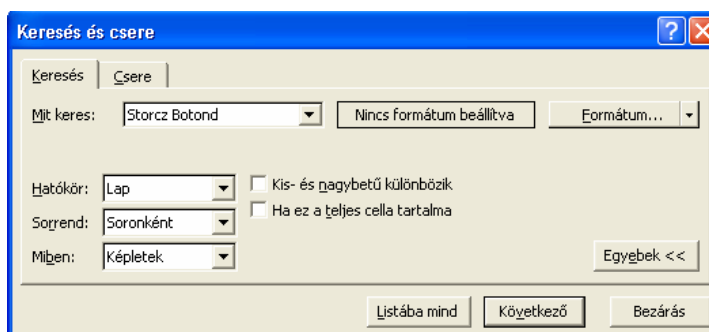 Keresés és csere
Keresés Csere
Mit keres: Storcz Botond Nincs formátum beállítva Formátum...
Hatókör: Lap Kis- és nagybetű különbözik
Sorrend: Soronként Ha ez a teljes cella tartalma
Miben: Képletek Egyebek <<
Listába mind Következő Bezárás